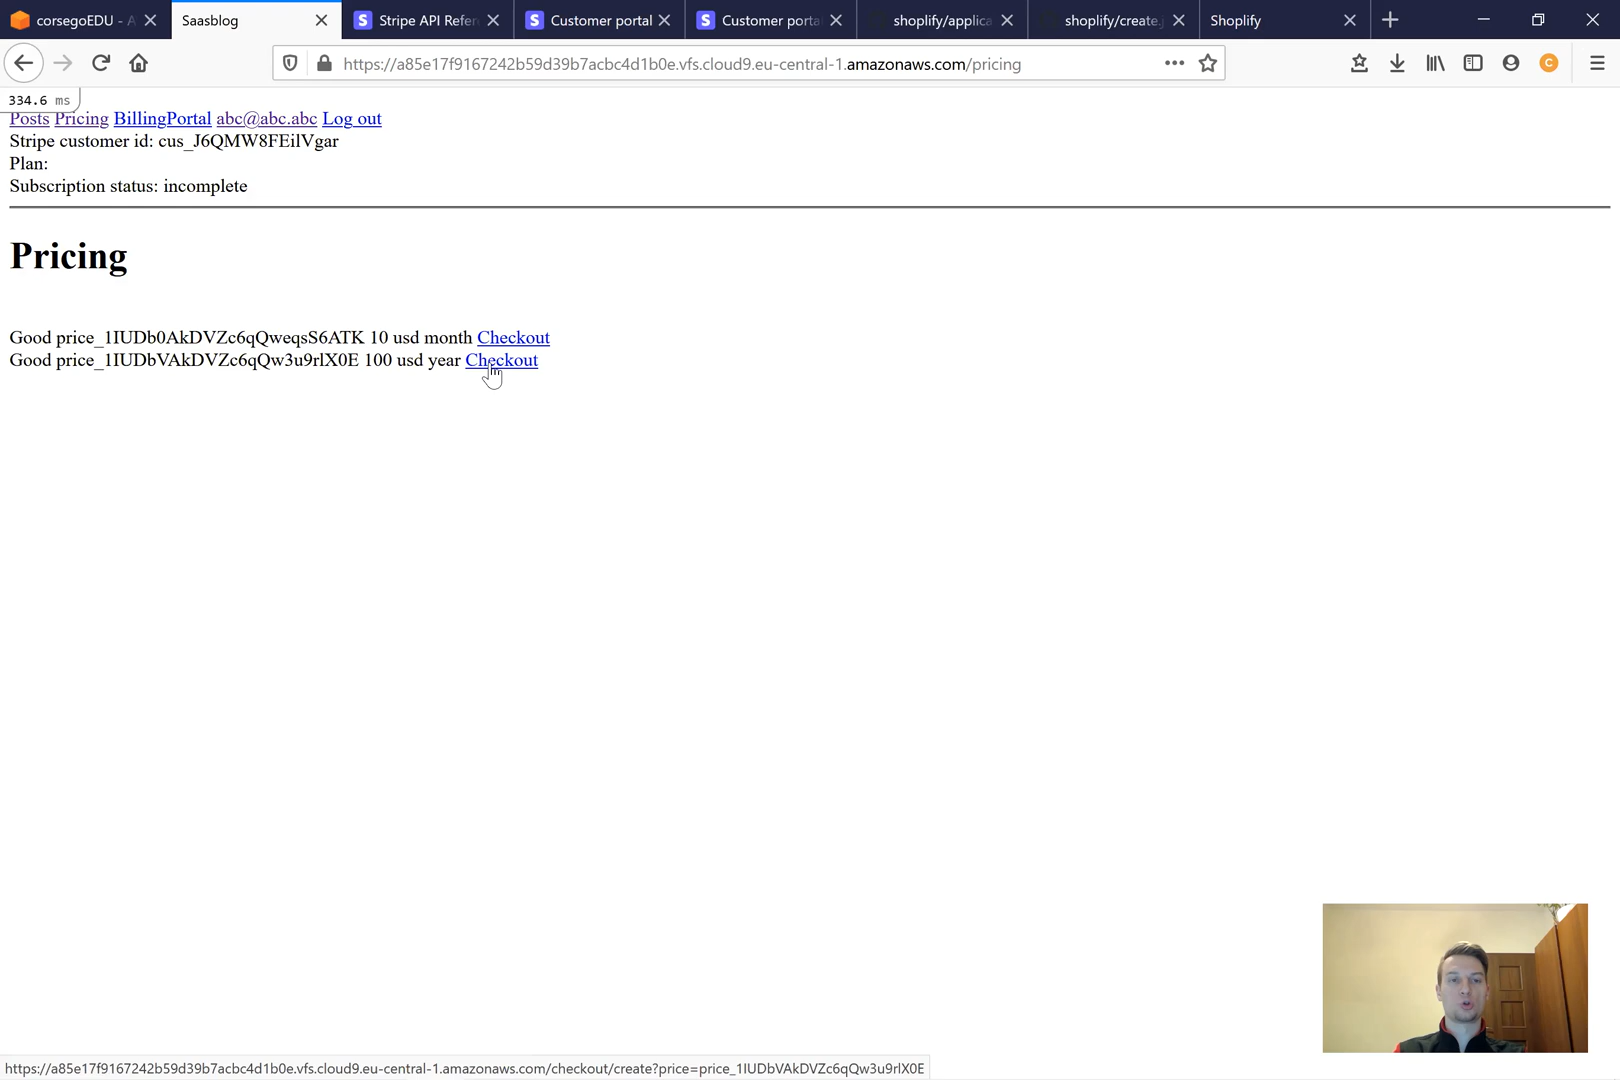 corsegoEDU - A
Saasblog
Stripe API Refer
Customer portal
Customer porta
shoplify/applica
shoplify/create.
Shoplify
https://a85e17f9167242b59d39b7acbc4d1b0e.vfs.cloud9.eu-central-1.amazonaws.com/pricing
334.6 ms
Posts Pricing BillingPortal abc@abc.abc Log out
Stripe customer id: cus_J6QMW8FEilVgar
Plan:
Subscription status: incomplete
Pricing
Good price_1IUDb0AkDVZc6qQweqsS6ATK 10 usd month Checkout
Good price_1IUDbVAkDVZc6qQw3u9rlX0E 100 usd year Checkout
https://a85e17f9167242b59d39b7acbc4d1b0e.vfs.cloud9.eu-central-1.amazonaws.com/checkout/create?price=price_1IUDbVAkDVZc6qQw3u9rlX0E